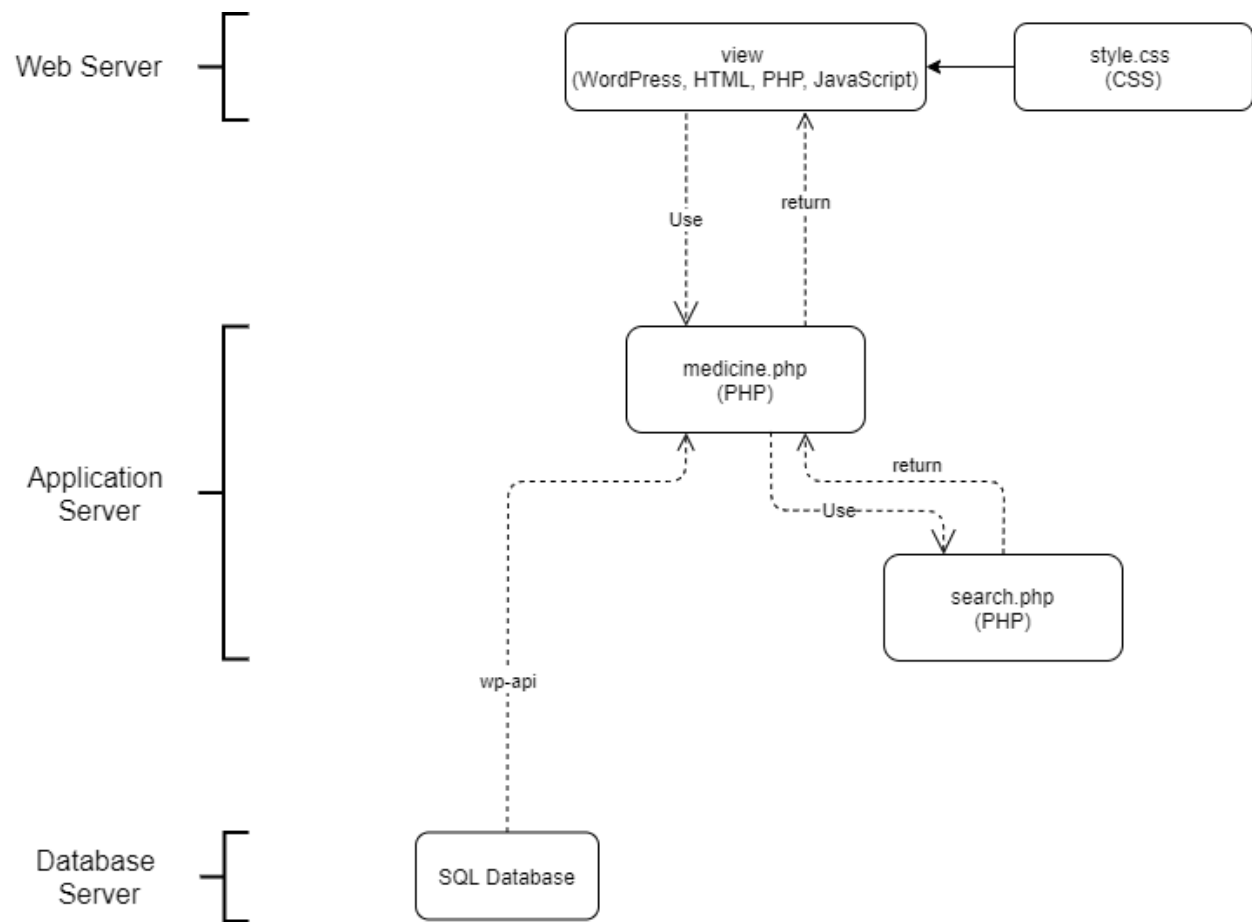 Web Server
view
(WordPress, HTML, PHP, JavaScript)
style.css
(CSS)
Use
return
medicine.php
(PHP)
Application
Server
return
Use
search.php
(PHP)
wp-api
Database
Server
SQL Database